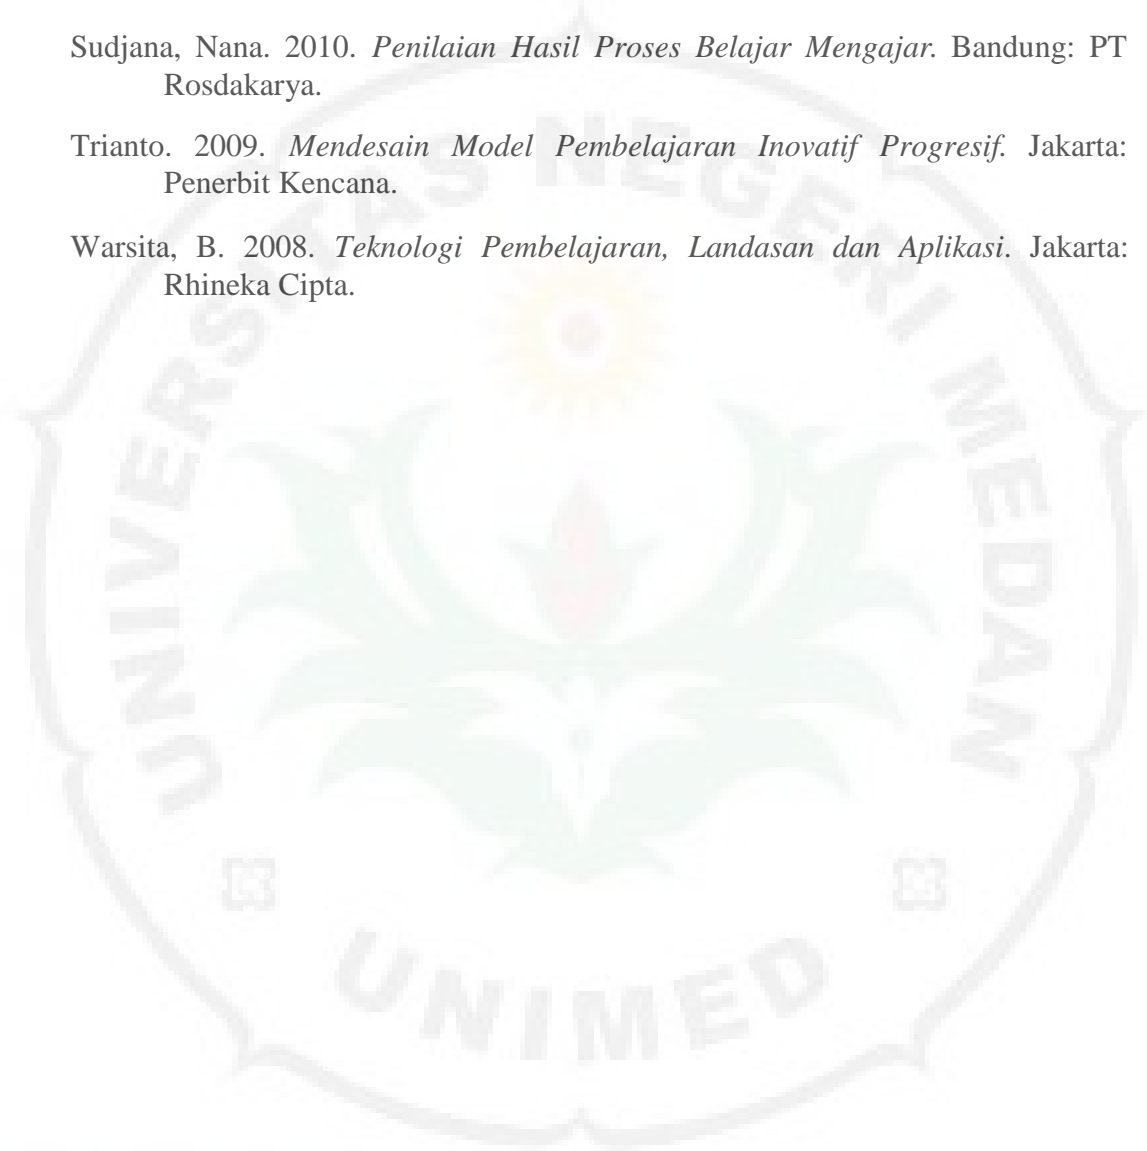 Sudjana, Nana. 2010. Penilaian Hasil Proses Belajar Mengajar. Bandung: PT
Rosdakarya.
Trianto. 2009. Mendesain Model Pembelajaran Inovatif Progresif. Jakarta:
Penerbit Kencana.
Warsita, B. 2008. Teknologi Pembelajaran, Landasan dan Aplikasi. Jakarta:
Rhineka Cipta.
UNIVERSITAS NEGERI MEDAN
UNIMED